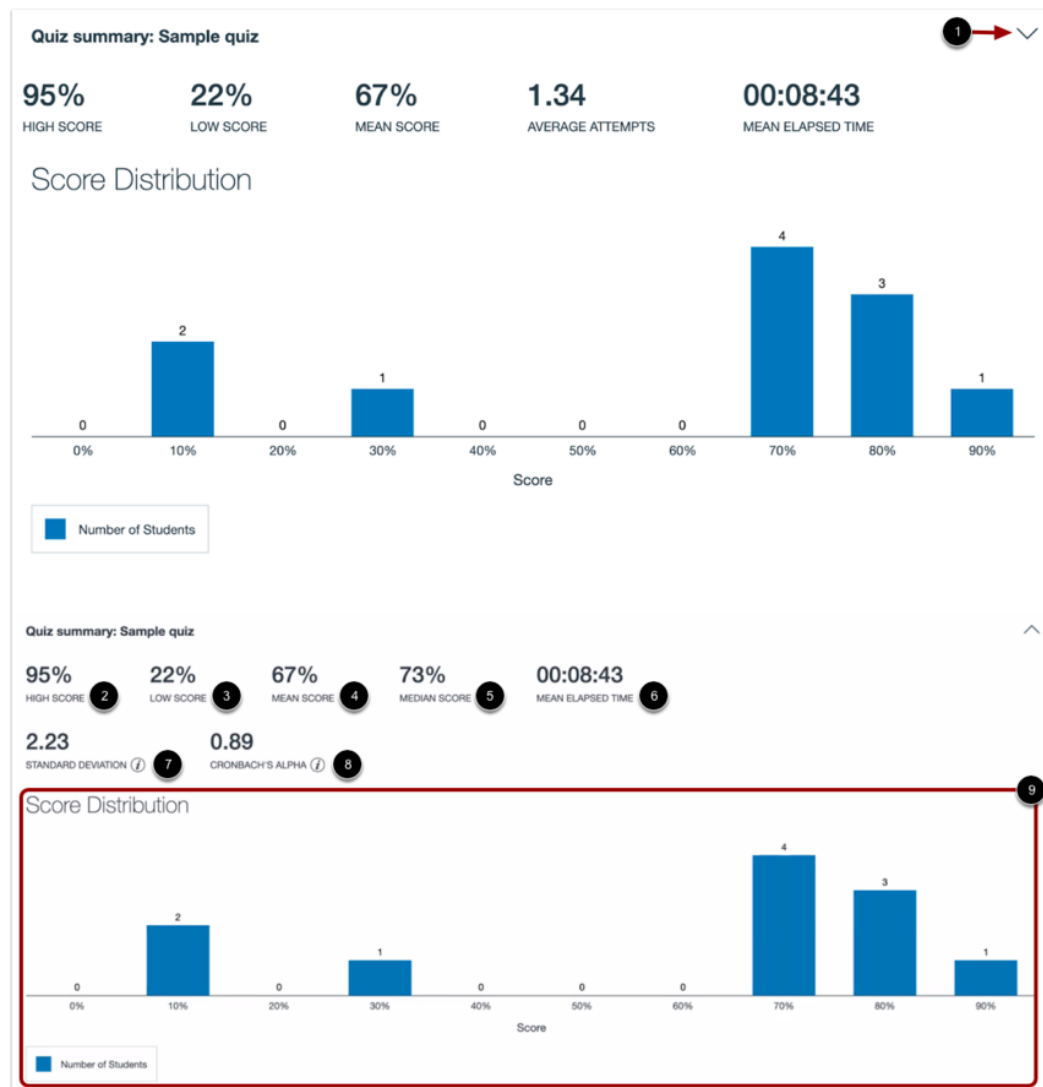 Quiz summary: Sample quiz
1
95% 22% 67% 1.34 00:08:43
HIGH SCORE LOW SCORE MEAN SCORE AVERAGE ATTEMPTS MEAN ELAPSED TIME
Score Distribution
4
3
2
1 1
0 0 0 0 0
0% 10% 20% 30% 40% 50% 60% 70% 80% 90%
Score
Number of Students
Quiz summary: Sample quiz
95% 22% 67% 73% 00:08:43
HIGH SCORE 2 LOW SCORE 3 MEAN SCORE 4 MEDIAN SCORE 5 MEAN ELAPSED TIME 6
2.23 0.89
STANDARD DEVIATION i 7 CRONBACH'S ALPHA i 8
9
Score Distribution
4
3
2
1 1
0 0 0 0 0
0% 10% 20% 30% 40% 50% 60% 70% 80% 90%
Score
Number of Students